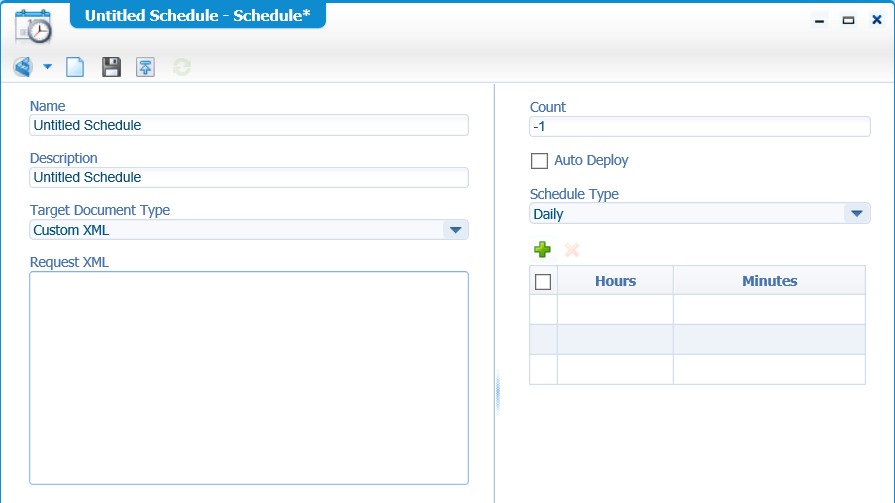 Untitled Schedule - Schedule*
Name
Untitled Schedule
Description
Untitled Schedule
Target Document Type
Custom XML
Request XML
Count
-1
Auto Deploy
Schedule Type
Daily
Hours Minutes